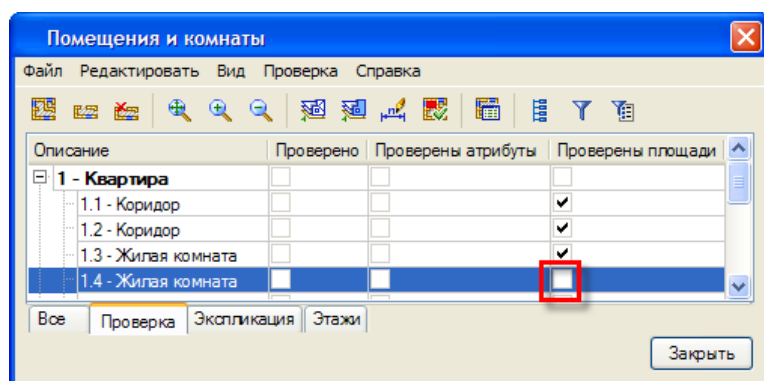 Помещения и комнаты
Файл Редактировать Вид Проверка Справка
Описание Проверено Проверены атрибуты Проверены площади
1 - Квартира
1.1 - Коридор
1.2 - Коридор
1.3 - Жилая комната
1.4 - Жилая комната
Все Проверка Экспликация Этажи
Закрыть